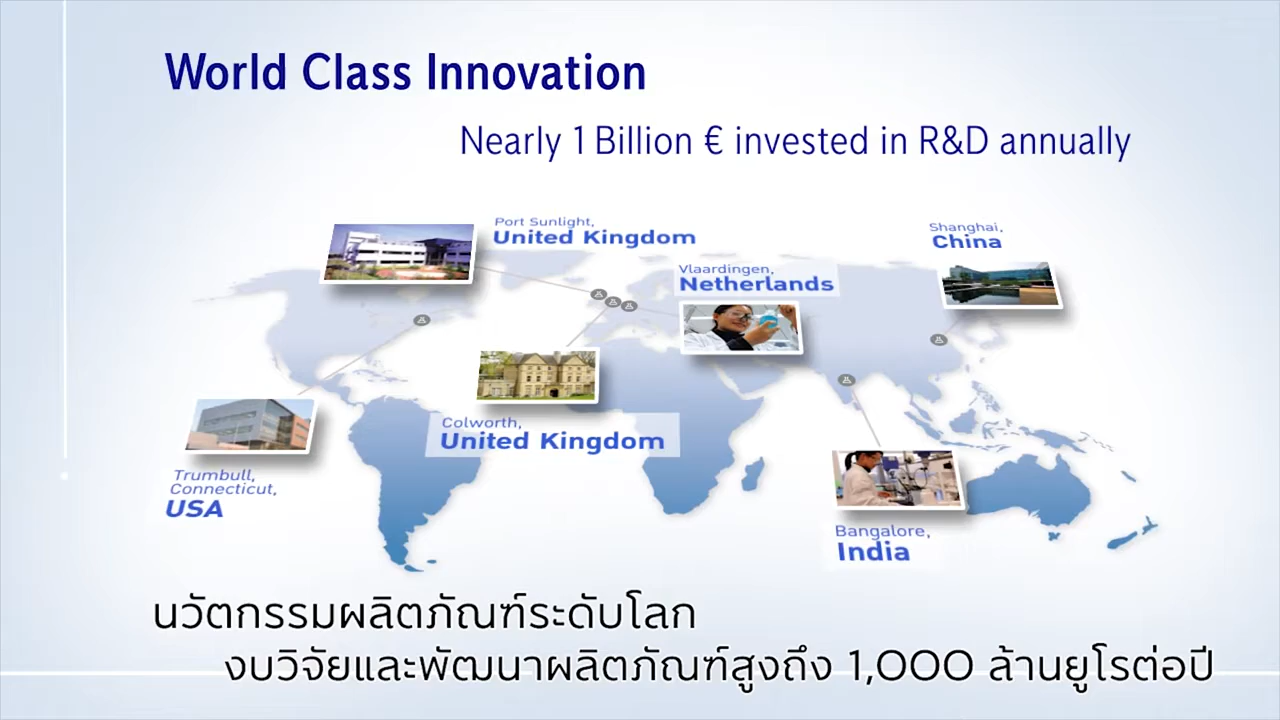 World Class Innovation
Nearly 1 Billion € invested in R&D annually
Port Sunlight,
United Kingdom
Shanghai,
China
Vlaardingen,
Netherlands
Colworth,
United Kingdom
Trumbull,
Connecticut,
USA
Bangalore,
India
นวัตกรรมผลิตภัณฑ์ระดับโลก
งบวิจัยและพัฒนาผลิตภัณฑ์สูงถึง 1,000 ล้านยูโรต่อปี